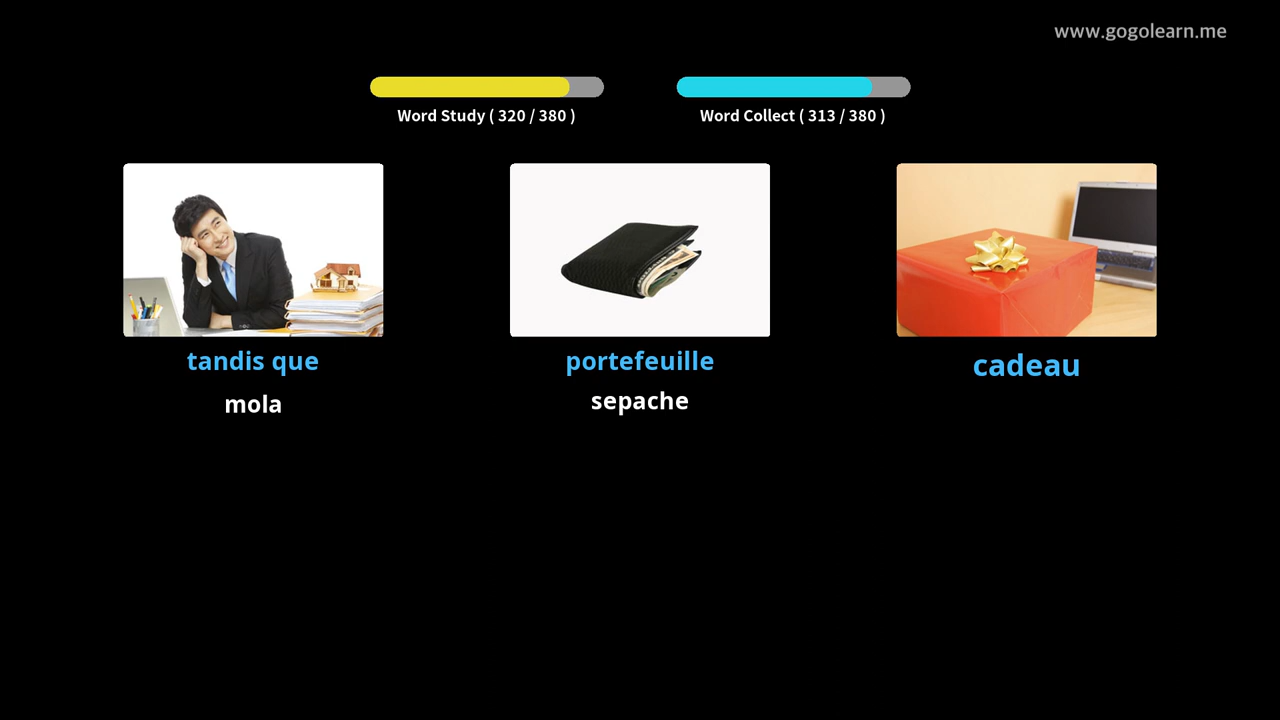 www.gogolearn.me
Word Study ( 320 / 380 )
Word Collect ( 313 / 380 )
tandis que
portefeuille
cadeau
mola
sepache